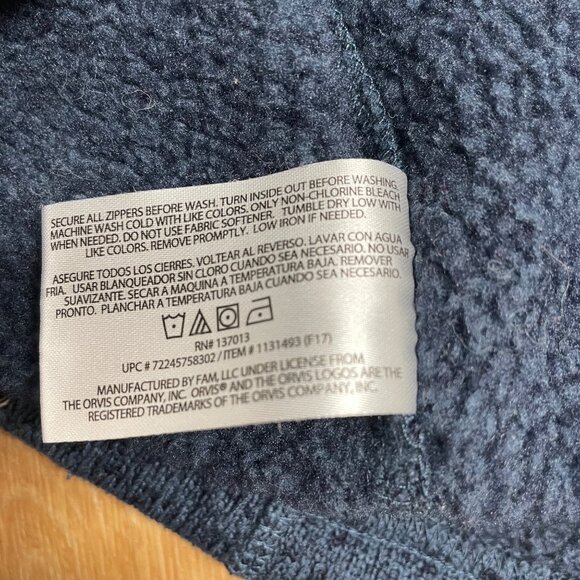 SECURE ALL ZIPPERS BEFORE WASH. TURN INSIDE OUT BEFORE WASHING.
MACHINE WASH COLD WITH LIKE COLORS. ONLY NON-CHLORINE BLEACH
WHEN NEEDED. DO NOT USE FABRIC SOFTENER. TUMBLE DRY LOW WITH
LIKE COLORS. REMOVE PROMPTLY. LOW IRON IF NEEDED.
ASEGURE TODOS LOS CIERRES. VOLTEAR AL REVERSO. LAVAR CON AGUA
FRIA. USAR BLANQUEADOR SIN CLORO CUANDO SEA NECESARIO. NO USAR
SUAVIZANTE. SECAR A MAQUINA A TEMPERATURA BAJA. REMOVER
PRONTO. PLANCHAR A TEMPERATURA BAJA CUANDO SEA NECESARIO.
RN# 137013
UPC # 72245758302 / ITEM # 1131493 (F17)
MANUFACTURED BY FAM, LLC UNDER LICENSE FROM
THE ORVIS COMPANY, INC. ORVIS® AND THE ORVIS LOGOS ARE THE
REGISTERED TRADEMARKS OF THE ORVIS COMPANY, INC.